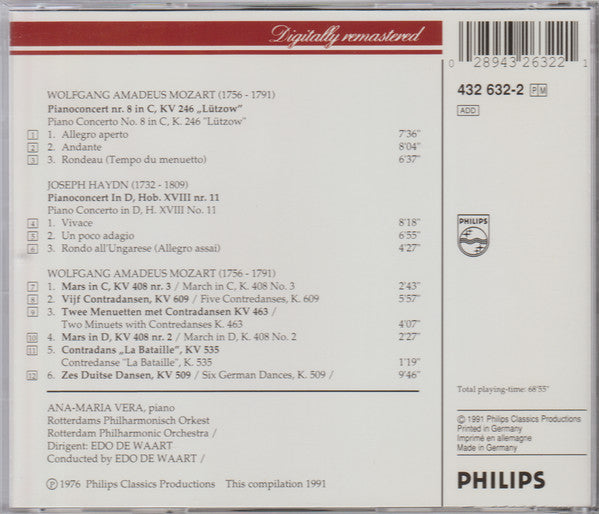 Digitally remastered
0 28943 26322 1
432 632-2 PM
ADD
PHILIPS
WOLFGANG AMADEUS MOZART (1756 - 1791)
Pianoconcert nr. 8 in C, KV 246 „Lützow"
Piano Concerto No. 8 in C, K. 246 "Lützow"
1 1. Allegro aperto 7'36"
2 2. Andante 8'04"
3 3. Rondeau (Tempo du menuetto) 6'37"
JOSEPH HAYDN (1732 - 1809)
Pianoconcert In D, Hob. XVIII nr. 11
Piano Concerto in D, H. XVIII No. 11
4 1. Vivace 8'18"
5 2. Un poco adagio 6'55"
6 3. Rondo all'Ungarese (Allegro assai) 4'27"
WOLFGANG AMADEUS MOZART (1756 - 1791)
7 1. Mars in C, KV 408 nr. 3 / March in C, K. 408 No. 3 2'43"
8 2. Vijf Contradansen, KV 609 / Five Contredanses, K. 609 5'57"
9 3. Twee Menuetten met Contradansen KV 463 /
Two Minuets with Contredanses K. 463 4'07"
10 4. Mars in D, KV 408 nr. 2 / March in D, K. 408 No. 2 2'27"
11 5. Contradans „La Bataille", KV 535
Contredanse "La Bataille", K. 535 1'19"
12 6. Zes Duitse Dansen, KV 509 / Six German Dances, K. 509 / 9'46"
ANA-MARIA VERA, piano
Rotterdams Philharmonisch Orkest
Rotterdam Philharmonic Orchestra /
Dirigent: EDO DE WAART
Conducted by EDO DE WAART /
Ⓟ 1976 Philips Classics Productions This compilation 1991
Total playing-time: 68'55"
© 1991 Philips Classics Productions
Printed in Germany
Imprimé en allemagne
Made in Germany
PHILIPS